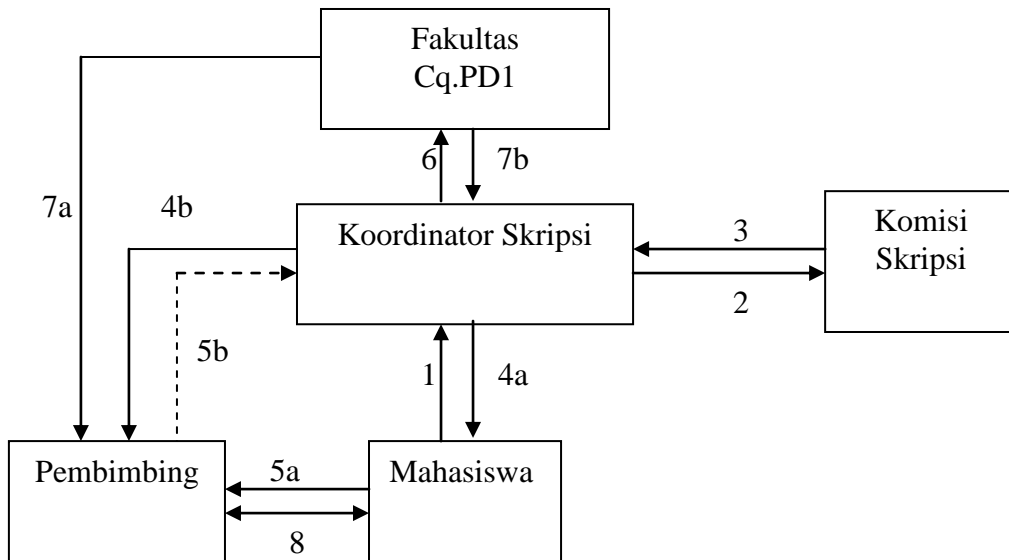 Fakultas
Cq.PD1
6
7b
7a
4b
Koordinator Skripsi
3
Komisi
Skripsi
2
5b
1
4a
Pembimbing
5a
Mahasiswa
8